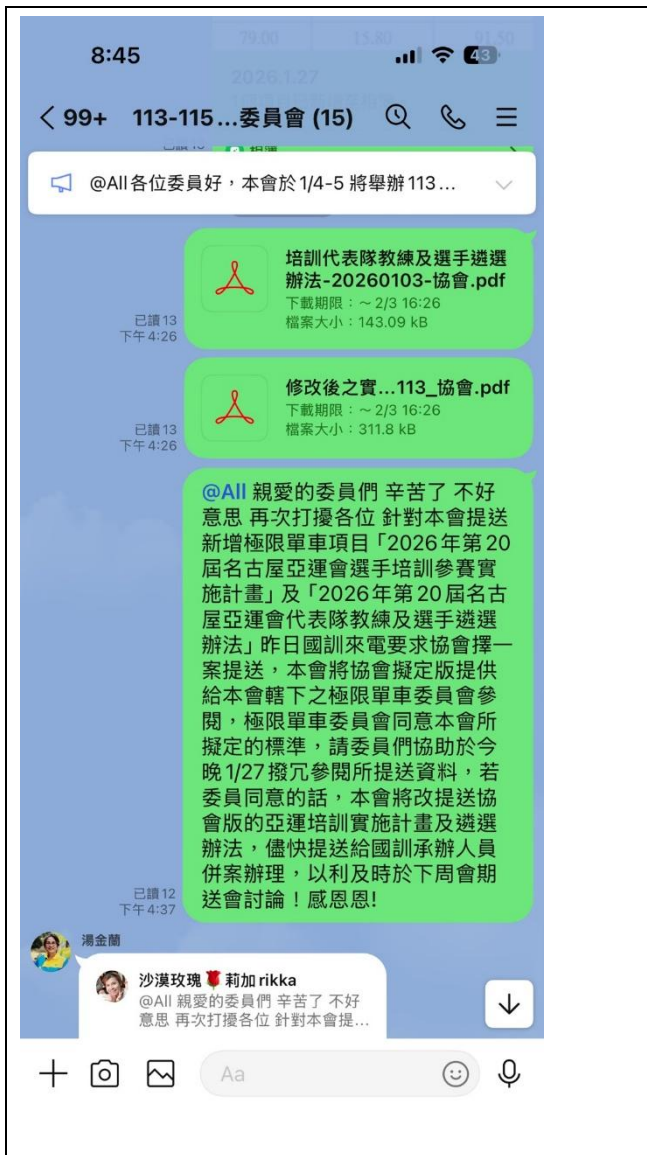 79.00 15.80 91.50
8:45
43
2026.1.27
99+ 113-115...委員會 (15)
相簿
@All各位委員好，本會於1/4-5 將舉辦113...
培訓代表隊教練及選手遴選
辦法-20260103-協會.pdf
下載期限：～ 2/3 16:26
檔案大小：143.09 kB
已讀 13
下午 4:26
修改後之實...113_協會.pdf
下載期限：～ 2/3 16:26
檔案大小：311.8 kB
已讀 13
下午 4:26
@All 親愛的委員們 辛苦了 不好
意思 再次打擾各位 針對本會提送
新增極限單車項目「2026年第20
屆名古屋亞運會選手培訓參賽實
施計畫」及「2026年第20屆名古
屋亞運會代表隊教練及選手遴選
辦法」昨日國訓來電要求協會擇一
案提送，本會將協會擬定版提供
給本會轄下之極限單車委員會參
閱，極限單車委員會同意本會所
擬定的標準，請委員們協助於今
晚1/27撥冗參閱所提送資料，若
委員同意的話，本會將改提送協
會版的亞運培訓實施計畫及遴選
辦法，儘快提送給國訓承辦人員
併案辦理，以利及時於下周會期
送會討論！感恩恩!
已讀 12
下午 4:37
湯金蘭
沙漠玫瑰🌹莉加 rikka
@All 親愛的委員們 辛苦了 不好
意思 再次打擾各位 針對本會提...
Aa